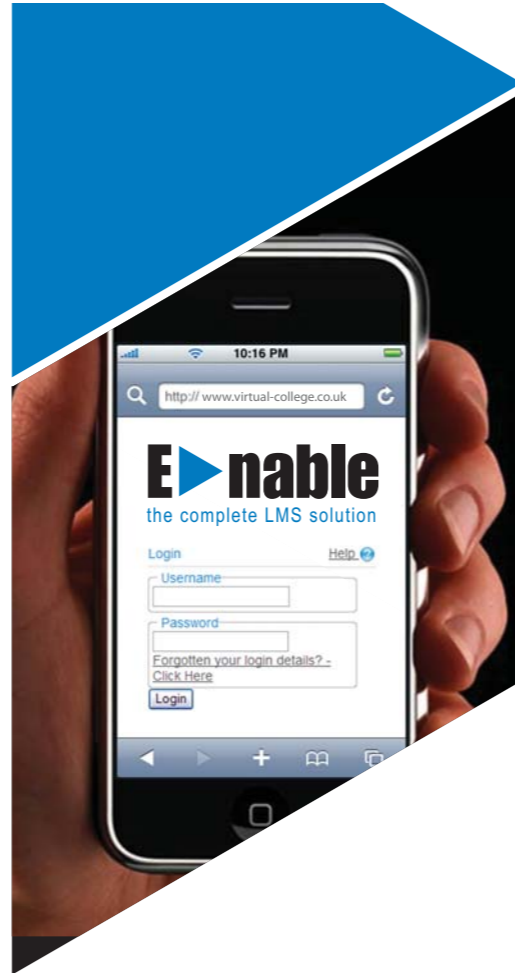 10:16 PM
http:// www.virtual-college.co.uk
E nable
the complete LMS solution
Login
Help ?
Username
Password
Forgotten your login details? -
Click Here
Login